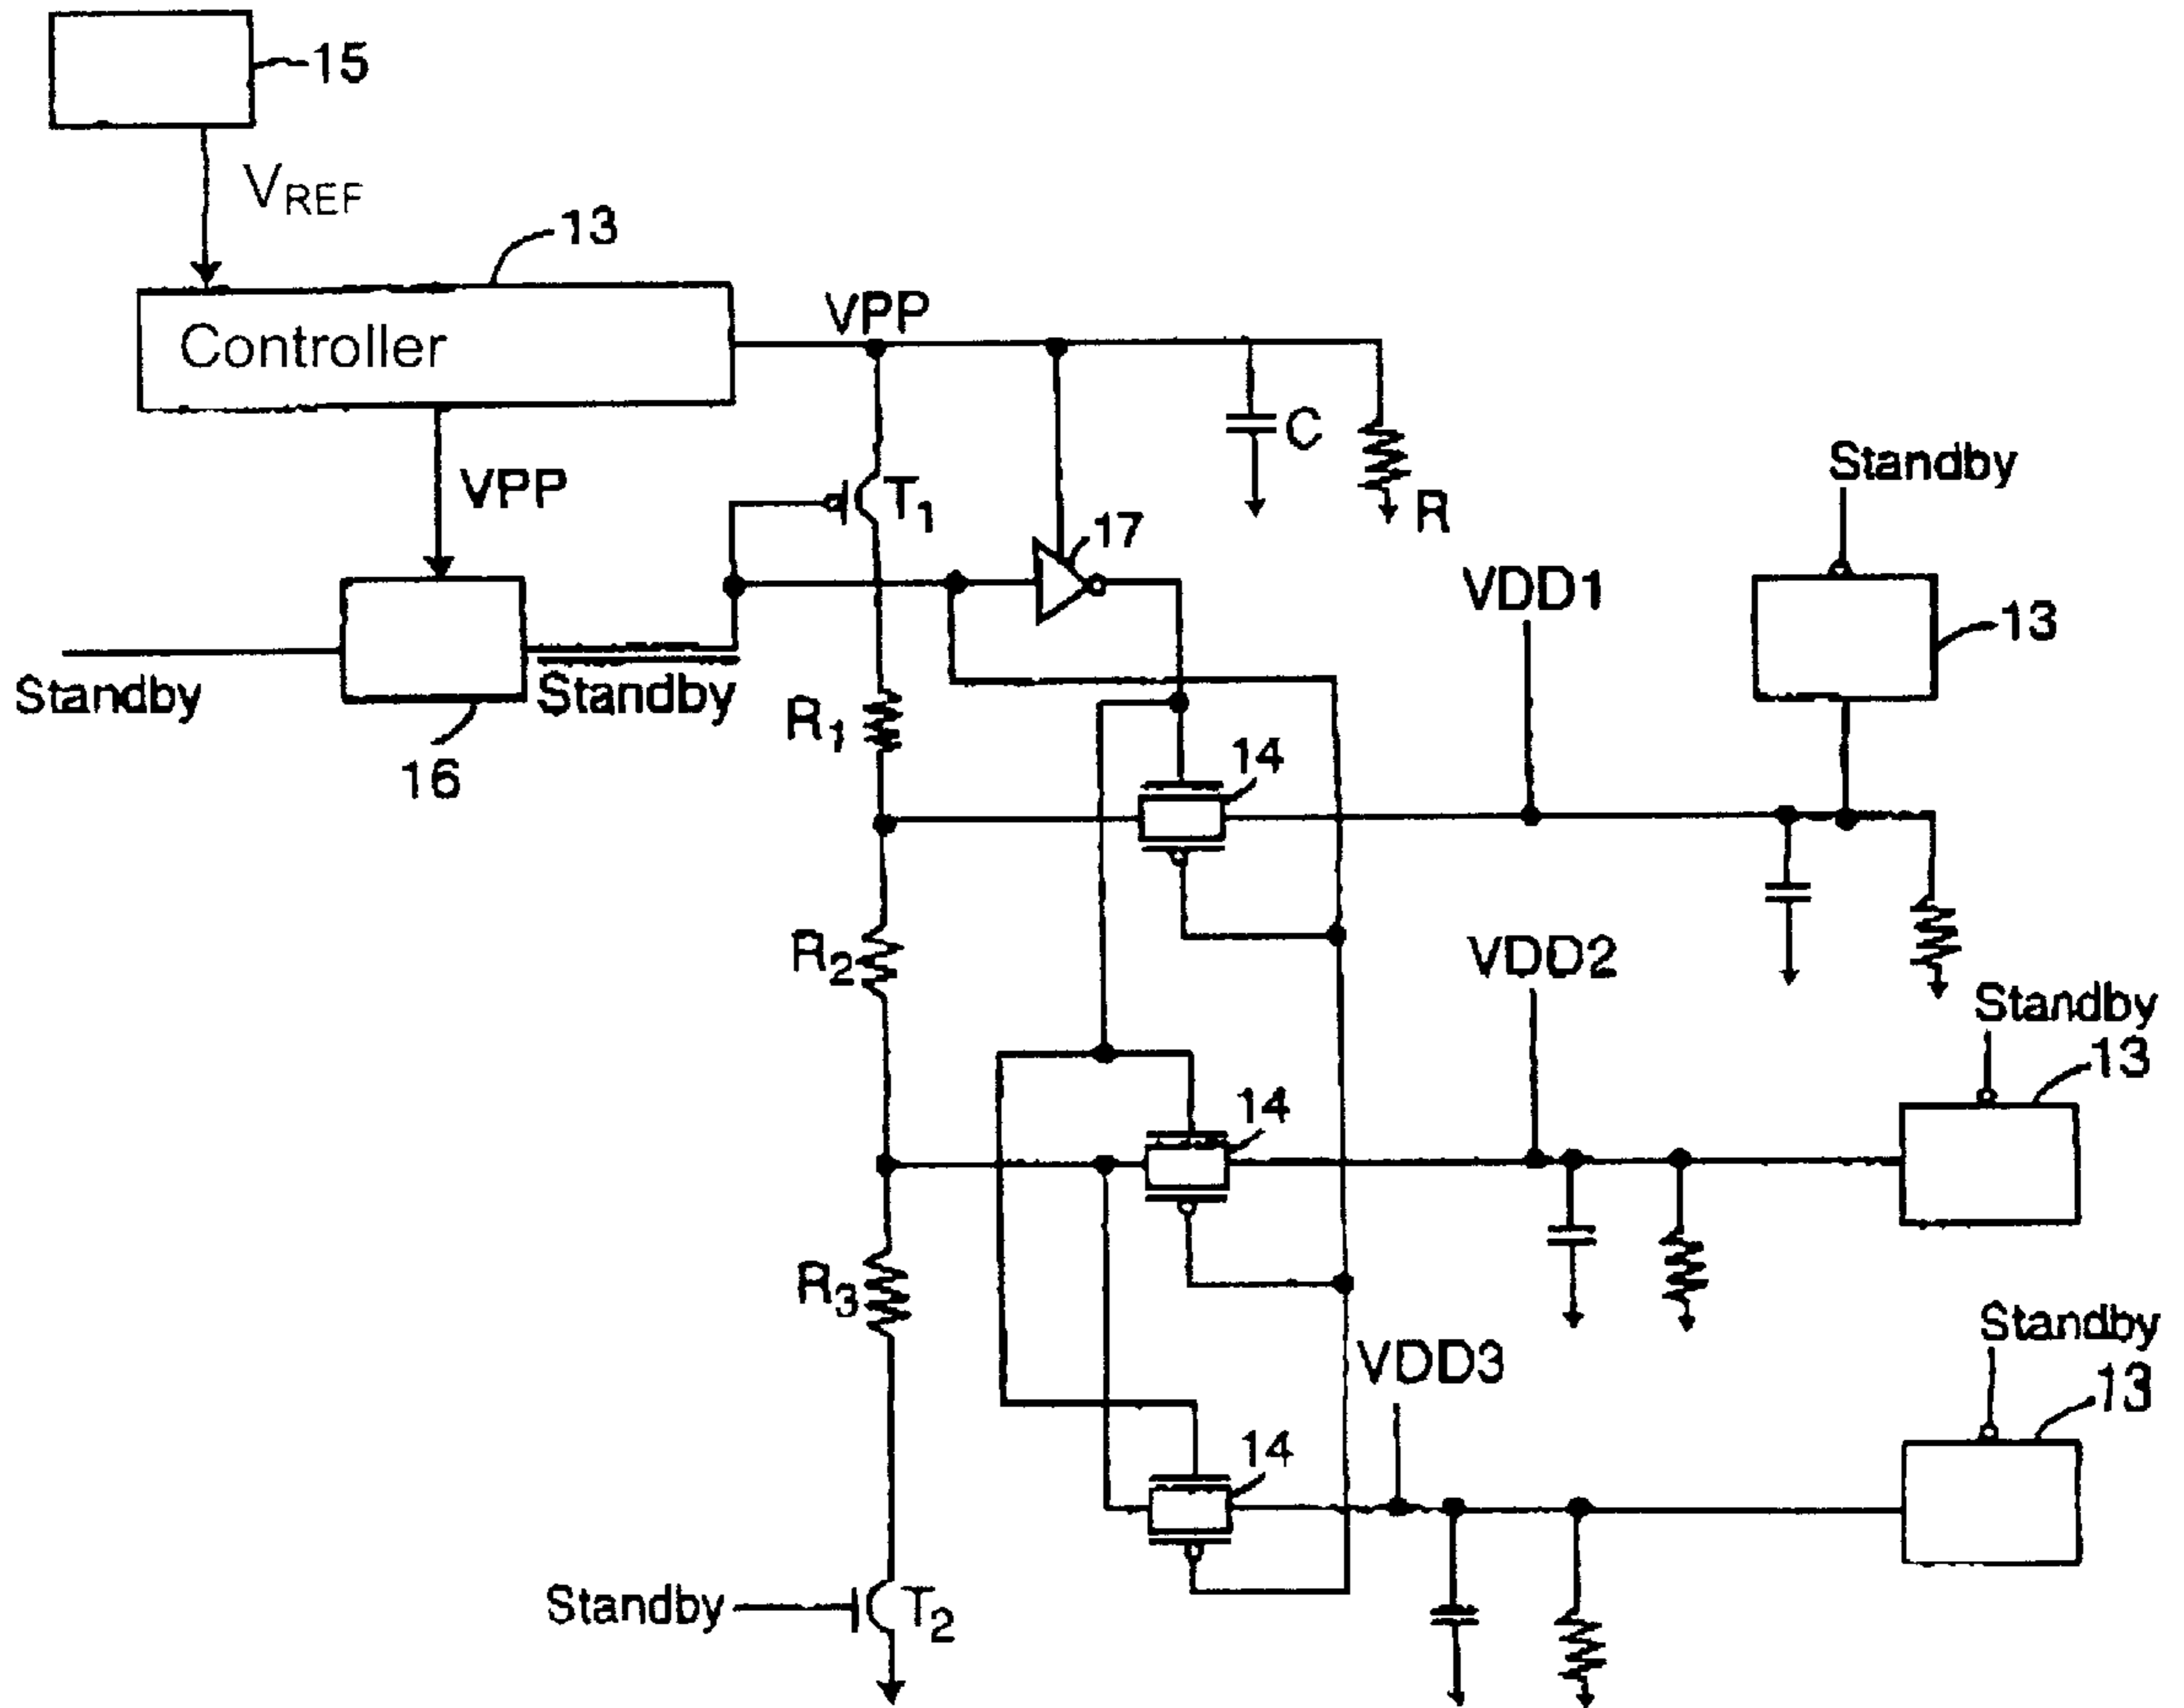 15
VREF
13
Controller
VPP
VPP
C
R
Standby
T1
17
VDD1
13
Standby
Standby
16
R1
14
R2
VDD2
Standby
13
14
R3
Standby
VDD3
13
14
Standby
T2